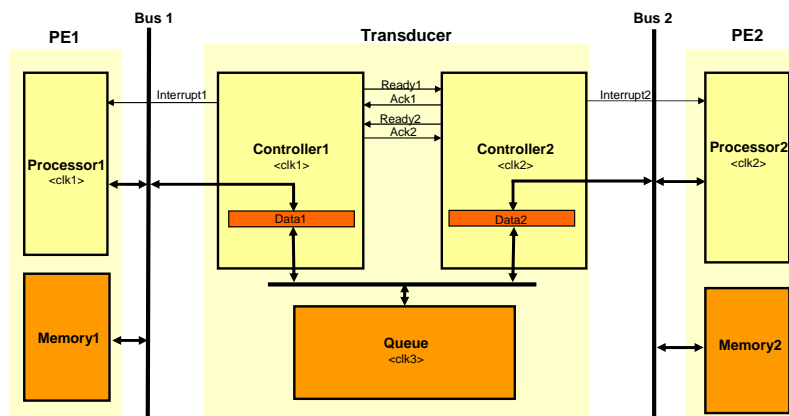 Bus 1
Bus 2
PE1
Transducer
PE2
Ready1
Interrupt1
Ack1
Interrupt2
Ready2
Ack2
Processor1
<clk1>
Controller1
<clk1>
Controller2
<clk2>
Processor2
<clk2>
Data1
Data2
Memory1
Queue
<clk3>
Memory2